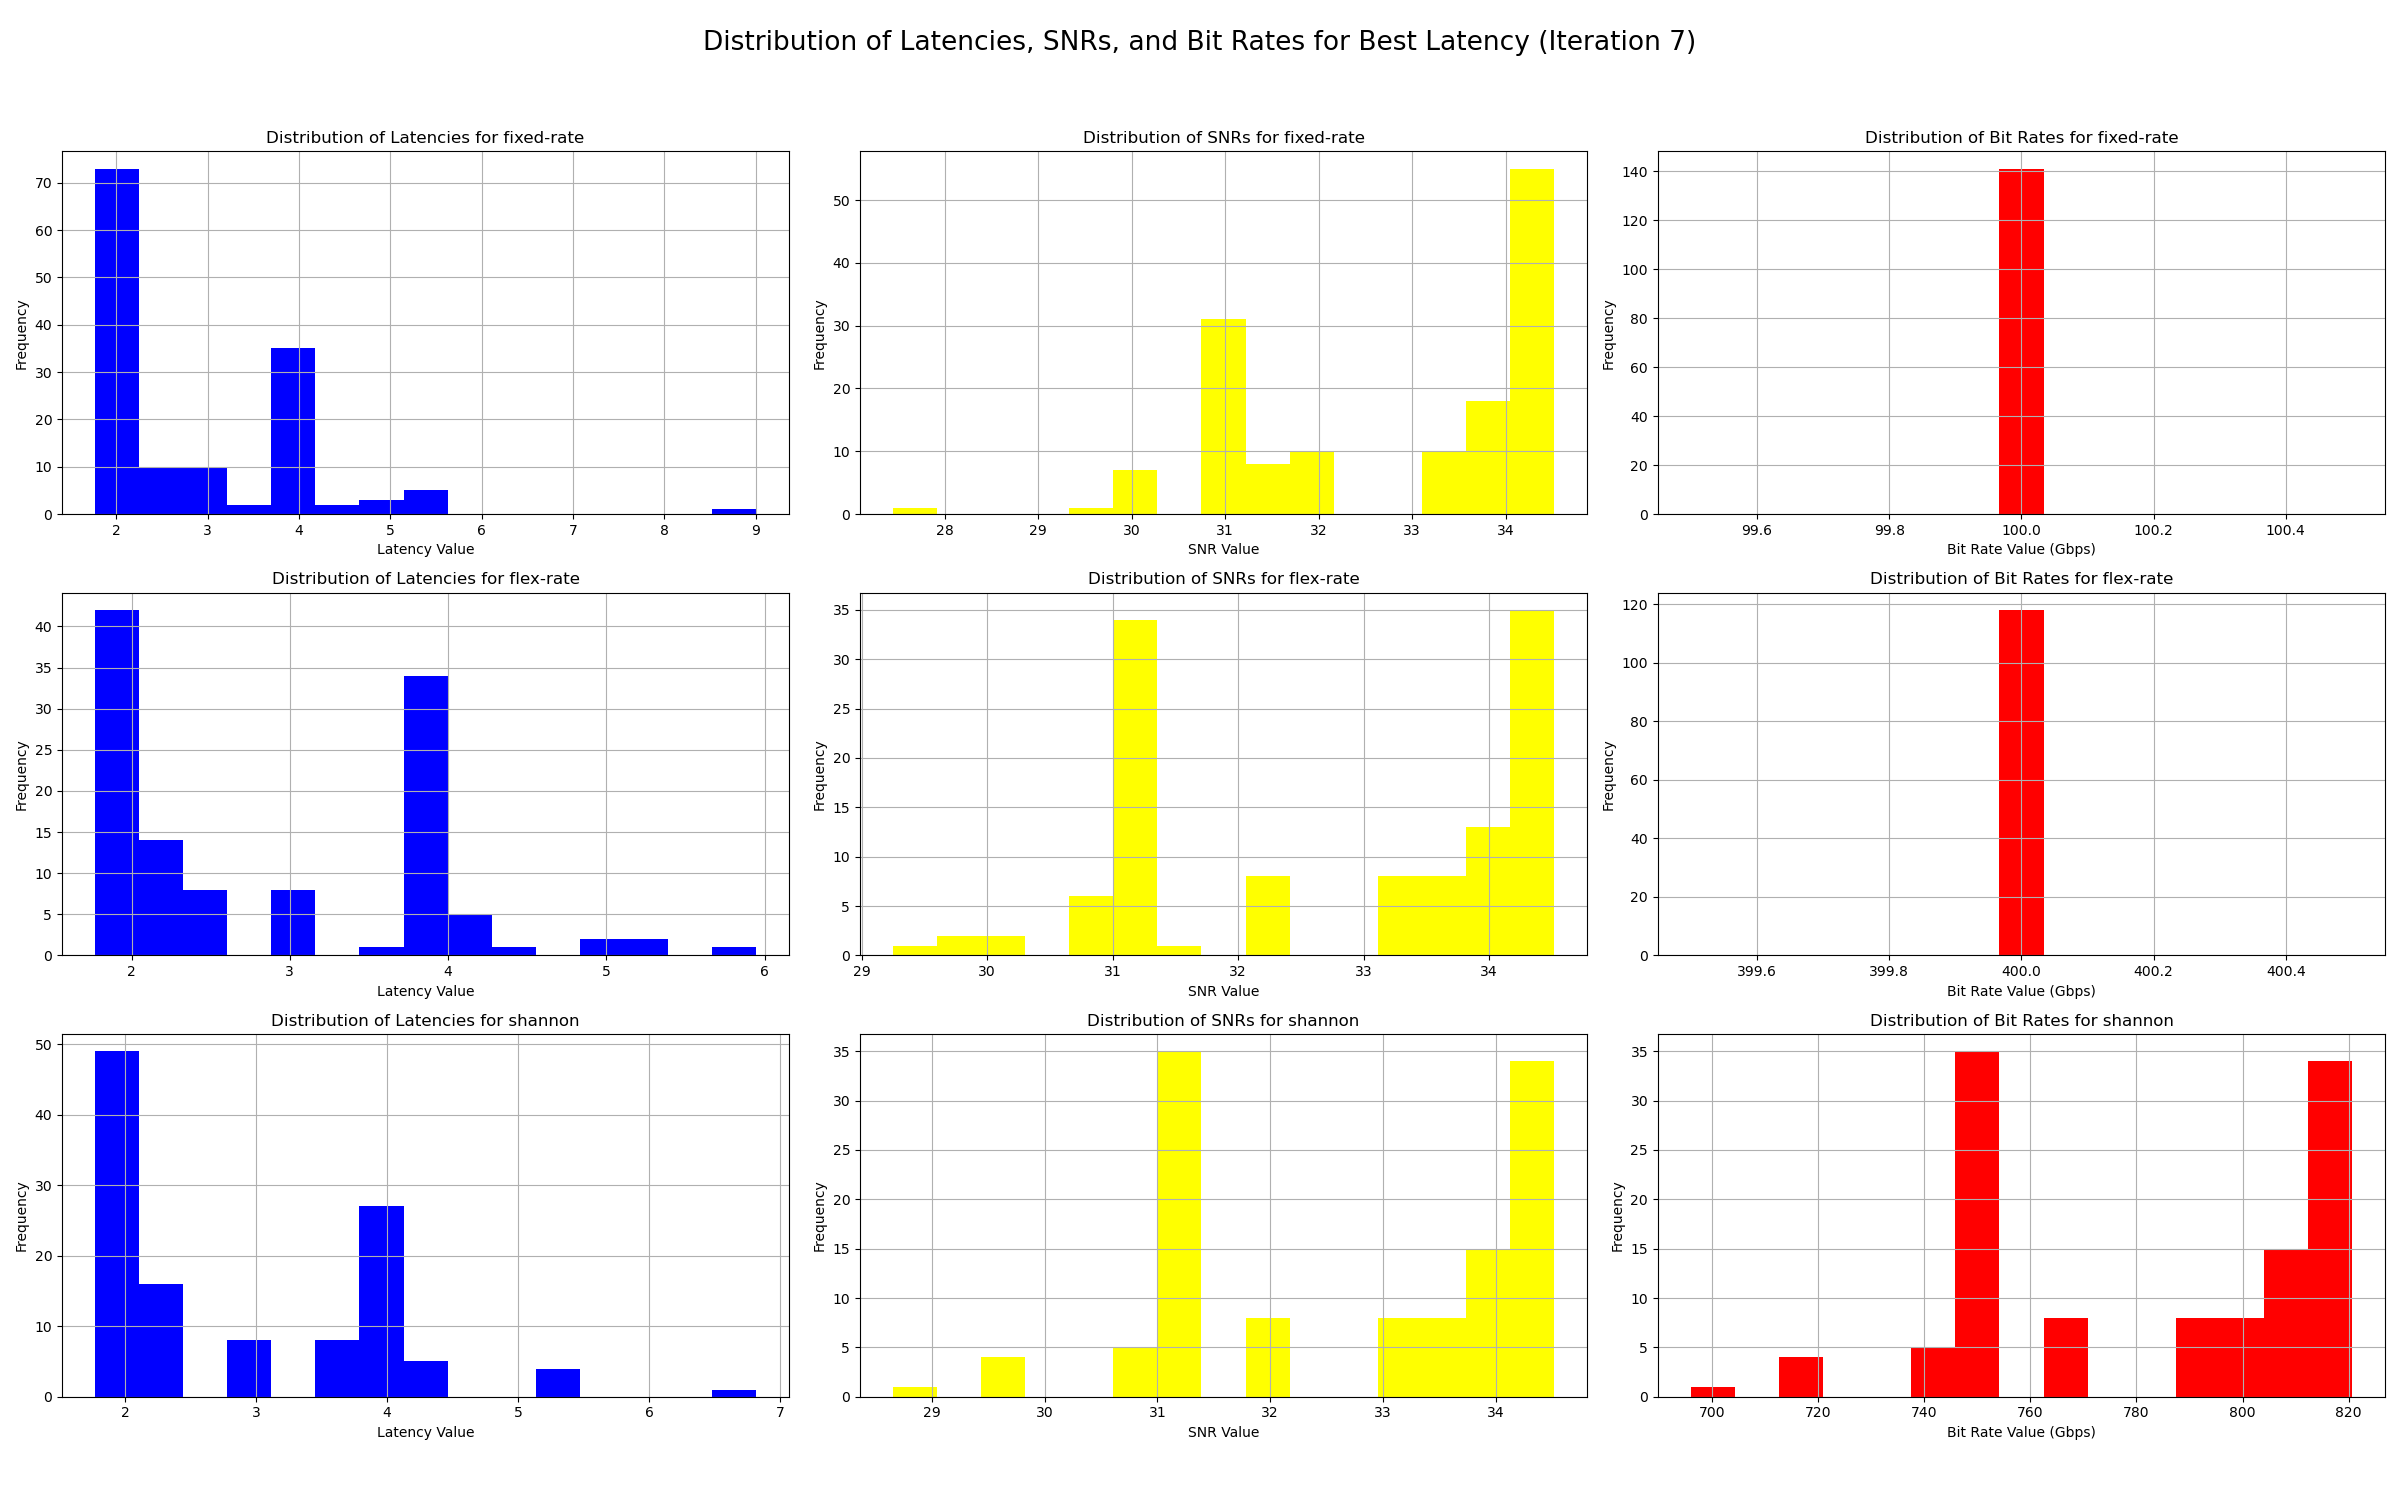 Distribution of Latencies, SNRs, and Bit Rates for Best Latency (Iteration 7)
Distribution of Latencies for fixed-rate
Frequency
70
60
50
40
30
20
10
0
2 3 4 5 6 7 8 9
Latency Value
Distribution of SNRs for fixed-rate
Frequency
50
40
30
20
10
0
28 29 30 31 32 33 34
SNR Value
Distribution of Bit Rates for fixed-rate
Frequency
140
120
100
80
60
40
20
0
99.6 99.8 100.0 100.2 100.4
Bit Rate Value (Gbps)
Distribution of Latencies for flex-rate
Frequency
40
35
30
25
20
15
10
5
0
2 3 4 5 6
Latency Value
Distribution of SNRs for flex-rate
Frequency
35
30
25
20
15
10
5
0
29 30 31 32 33 34
SNR Value
Distribution of Bit Rates for flex-rate
Frequency
120
100
80
60
40
20
0
399.6 399.8 400.0 400.2 400.4
Bit Rate Value (Gbps)
Distribution of Latencies for shannon
Frequency
50
40
30
20
10
0
2 3 4 5 6 7
Latency Value
Distribution of SNRs for shannon
Frequency
35
30
25
20
15
10
5
0
29 30 31 32 33 34
SNR Value
Distribution of Bit Rates for shannon
Frequency
35
30
25
20
15
10
5
0
700 720 740 760 780 800 820
Bit Rate Value (Gbps)